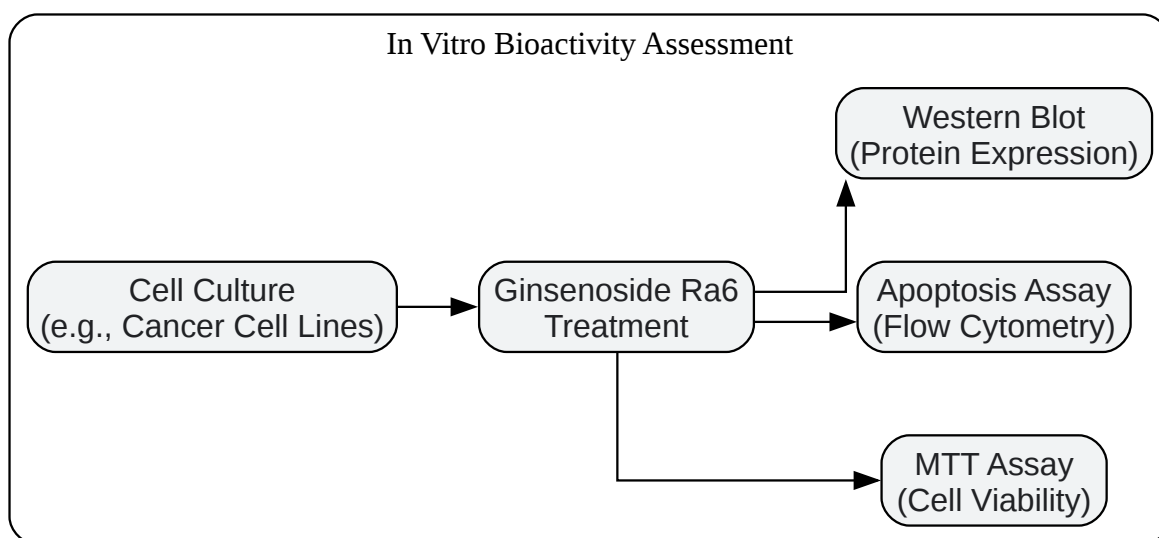 In Vitro Bioactivity Assessment
Western Blot
(Protein Expression)
Cell Culture
(e.g., Cancer Cell Lines)
Ginsenoside Ra6
Treatment
Apoptosis Assay
(Flow Cytometry)
MTT Assay
(Cell Viability)